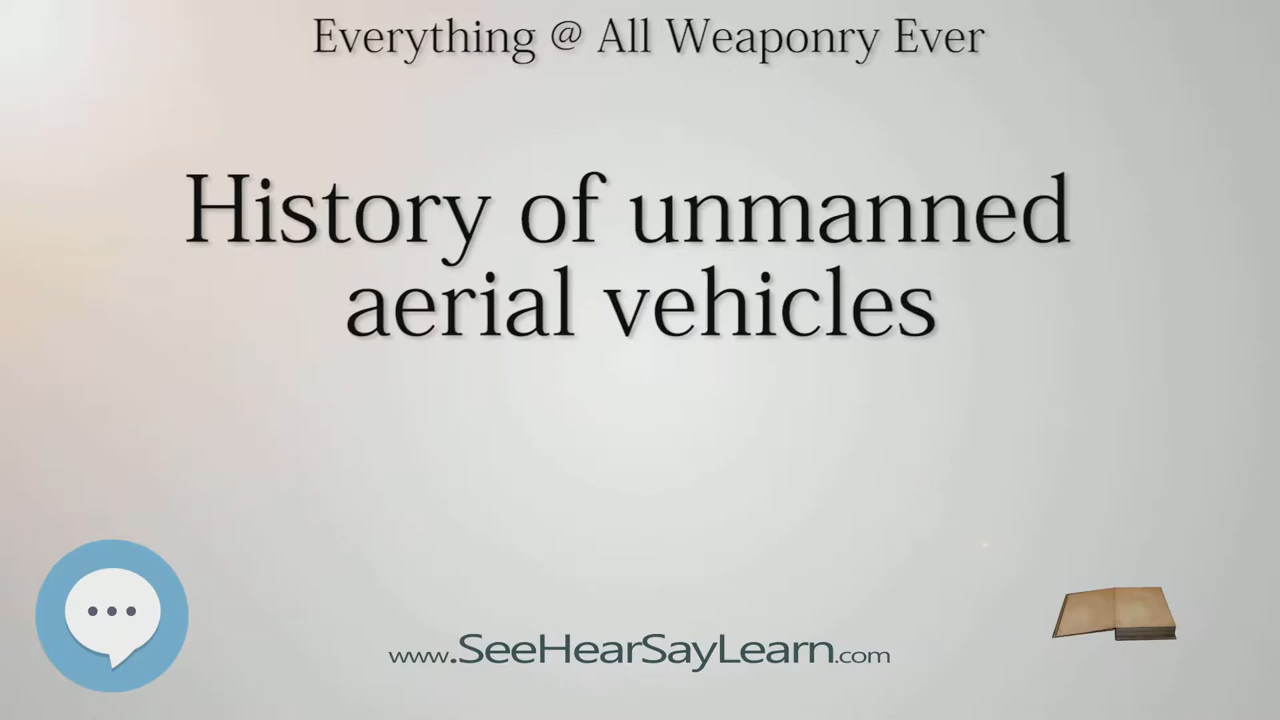 Everything @ All Weaponry Ever
History of unmanned
aerial vehicles
www.SeeHearSayLearn.com